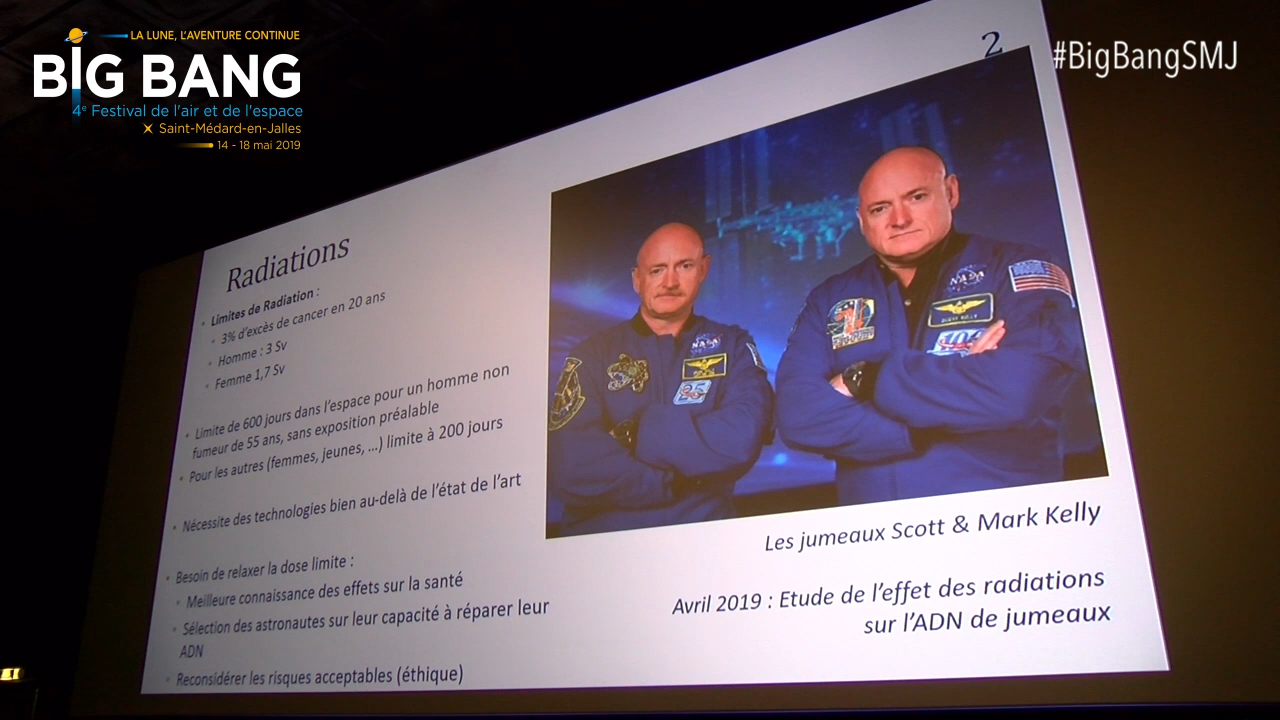 LA LUNE, L'AVENTURE CONTINUE
BIG BANG
4e Festival de l'air et de l'espace
Saint-Médard-en-Jalles
14 - 18 mai 2019
#BigBangSMJ
2
Radiations
Limites de Radiation :
3% d'excès de cancer en 20 ans
Homme : 3 Sv
Femme 1,7 Sv
Limite de 600 jours dans l'espace pour un homme non
fumeur de 55 ans, sans exposition préalable
Pour les autres (femmes, jeunes, ...) limite à 200 jours
Nécessite des technologies bien au-delà de l'état de l'art
Besoin de relaxer la dose limite :
Meilleure connaissance des effets sur la santé
Sélection des astronautes sur leur capacité à réparer leur
ADN
Reconsidérer les risques acceptables (éthique)
NASA
NASA
SCOTT KELLY
Les jumeaux Scott & Mark Kelly
Avril 2019 : Etude de l'effet des radiations
sur l'ADN de jumeaux